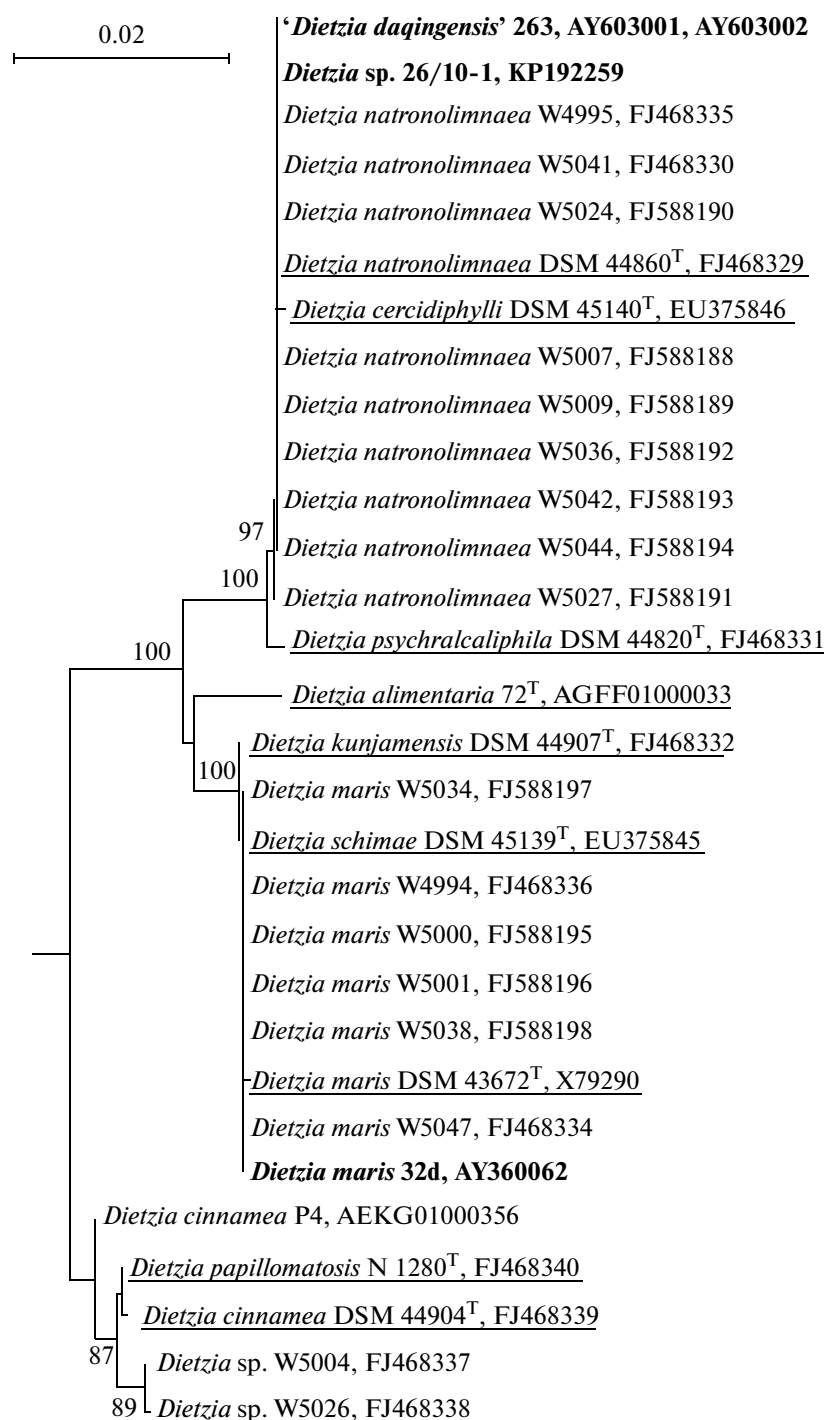 0.02
‘Dietzia daqingensis’ 263, AY603001, AY603002
Dietzia sp. 26/10-1, KP192259
Dietzia natronolimnaea W4995, FJ468335
Dietzia natronolimnaea W5041, FJ468330
Dietzia natronolimnaea W5024, FJ588190
Dietzia natronolimnaea DSM 44860T, FJ468329
Dietzia cercidiphylli DSM 45140T, EU375846
Dietzia natronolimnaea W5007, FJ588188
Dietzia natronolimnaea W5009, FJ588189
Dietzia natronolimnaea W5036, FJ588192
Dietzia natronolimnaea W5042, FJ588193
97
Dietzia natronolimnaea W5044, FJ588194
100
Dietzia natronolimnaea W5027, FJ588191
Dietzia psychralcaliphila DSM 44820T, FJ468331
100
Dietzia alimentaria 72T, AGFF01000033
Dietzia kunjamensis DSM 44907T, FJ468332
100
Dietzia maris W5034, FJ588197
Dietzia schimae DSM 45139T, EU375845
Dietzia maris W4994, FJ468336
Dietzia maris W5000, FJ588195
Dietzia maris W5001, FJ588196
Dietzia maris W5038, FJ588198
Dietzia maris DSM 43672T, X79290
Dietzia maris W5047, FJ468334
Dietzia maris 32d, AY360062
Dietzia cinnamea P4, AEKG01000356
Dietzia papillomatosis N 1280T, FJ468340
Dietzia cinnamea DSM 44904T, FJ468339
87
Dietzia sp. W5004, FJ468337
89
Dietzia sp. W5026, FJ468338